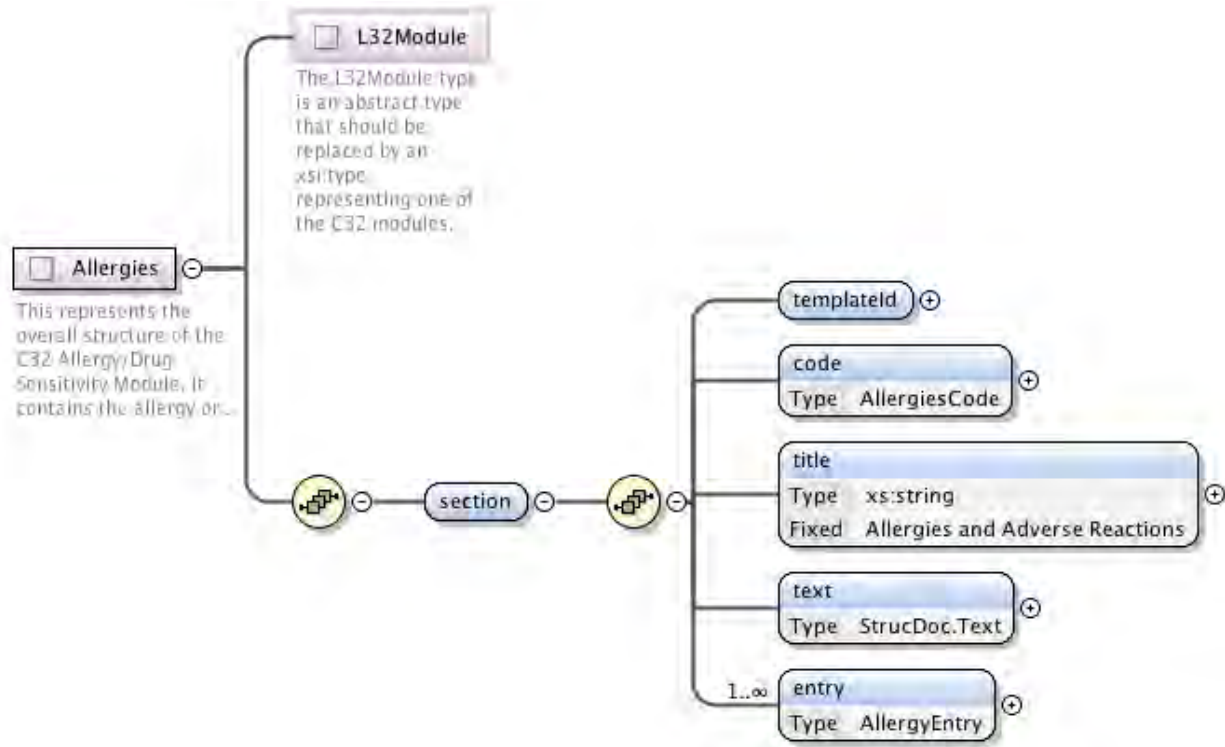 L32Module
The L32Module type
is an abstract type
that should be
replaced by an
xsi:type
representing one of
the C32 modules.
Allergies
This represents the
overall structure of the
C32 Allergy/Drug
Sensitivity Module. It
contains the allergy or...
section
templateId
code
Type AllergiesCode
title
Type xs:string
Fixed Allergies and Adverse Reactions
text
Type StrucDoc.Text
1..∞
entry
Type AllergyEntry